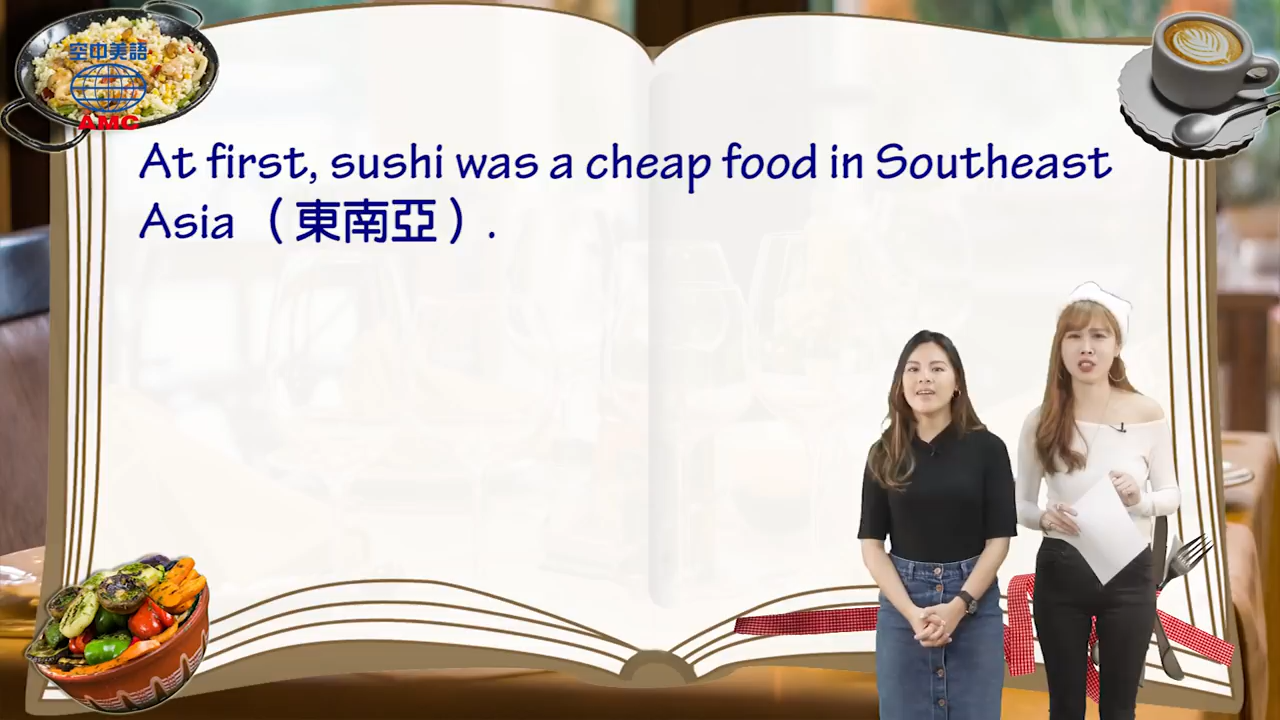 空中美語
AMC
At first, sushi was a cheap food in Southeast
Asia （東南亞）.